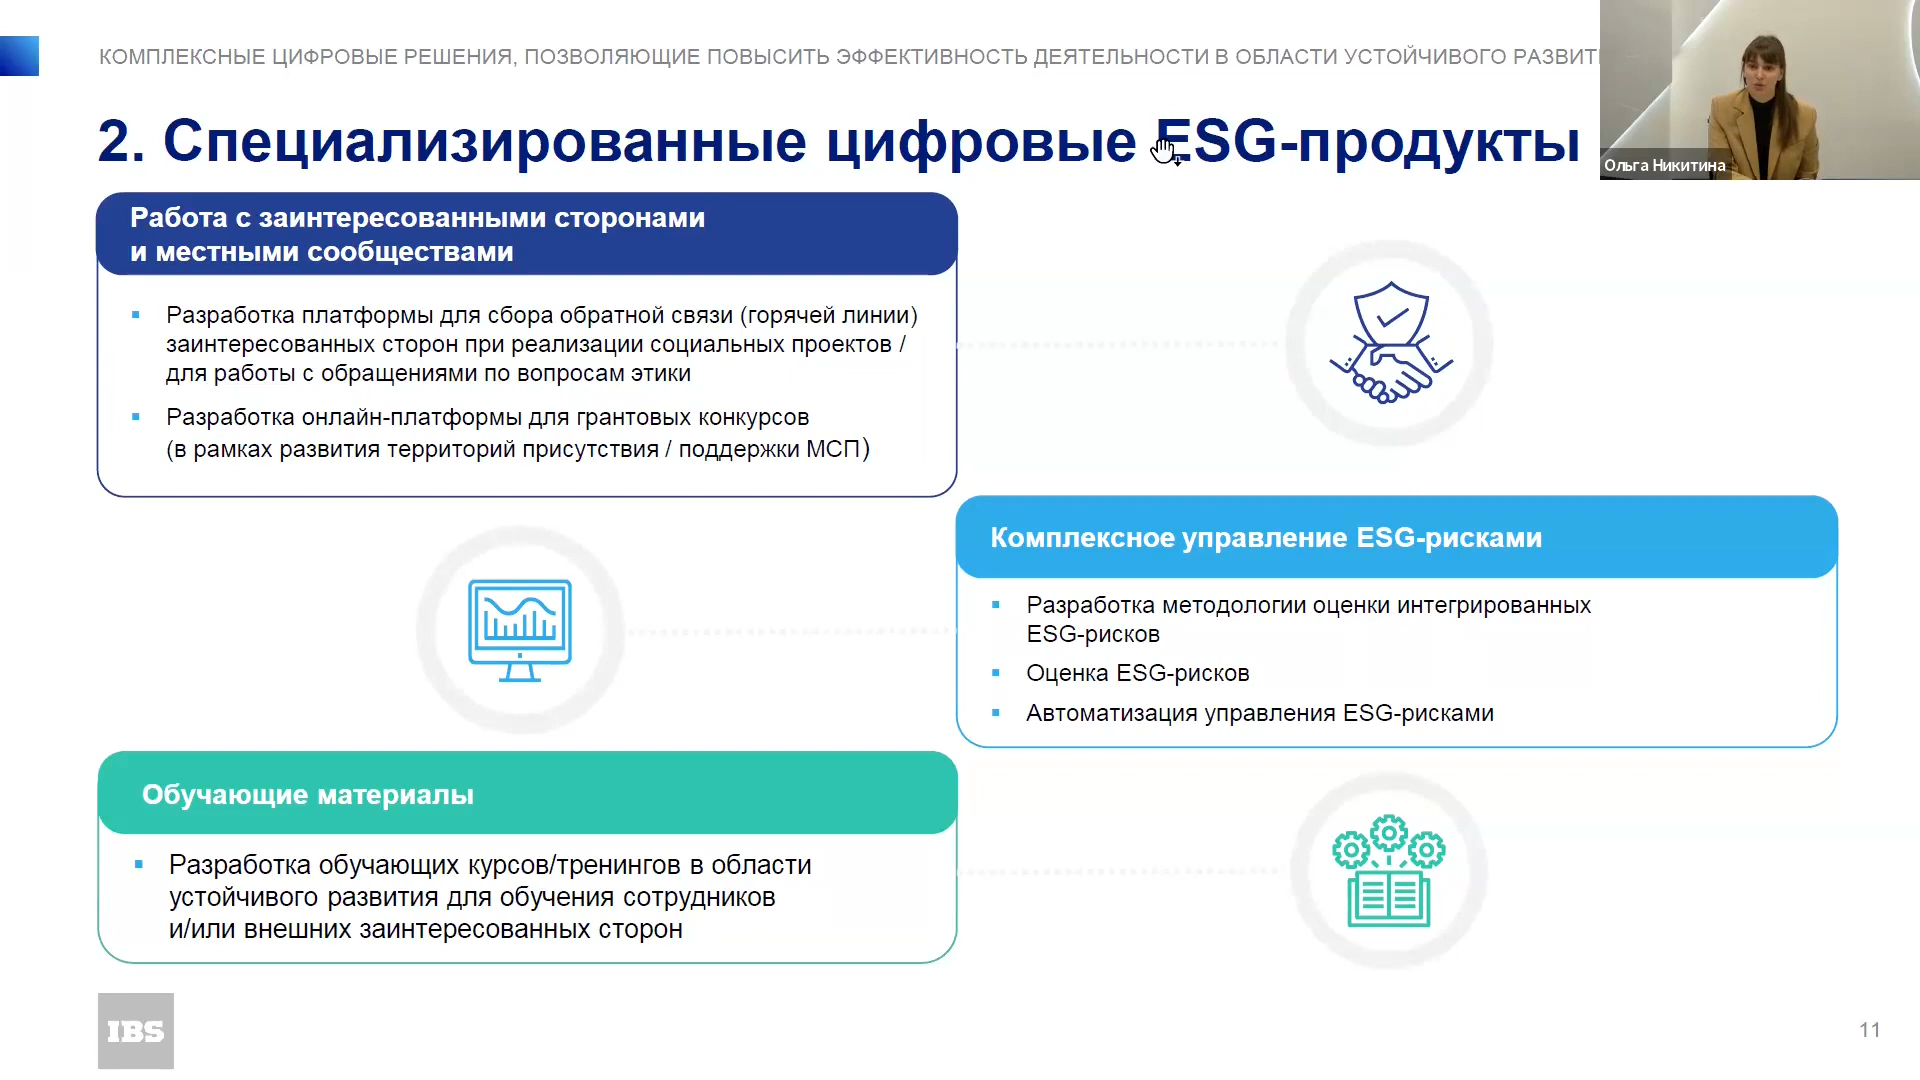 КОМПЛЕКСНЫЕ ЦИФРОВЫЕ РЕШЕНИЯ, ПОЗВОЛЯЮЩИЕ ПОВЫСИТЬ ЭФФЕКТИВНОСТЬ ДЕЯТЕЛЬНОСТИ В ОБЛАСТИ УСТОЙЧИВОГО РАЗВИТ
2. Специализированные цифровые ESG-продукты
Ольга Никитина
Работа с заинтересованными сторонами
и местными сообществами
Разработка платформы для сбора обратной связи (горячей линии)
заинтересованных сторон при реализации социальных проектов /
для работы с обращениями по вопросам этики
Разработка онлайн-платформы для грантовых конкурсов
(в рамках развития территорий присутствия / поддержки МСП)
Комплексное управление ESG-рисками
Разработка методологии оценки интегрированных
ESG-рисков
Оценка ESG-рисков
Автоматизация управления ESG-рисками
Обучающие материалы
Разработка обучающих курсов/тренингов в области
устойчивого развития для обучения сотрудников
и/или внешних заинтересованных сторон
IBS
11